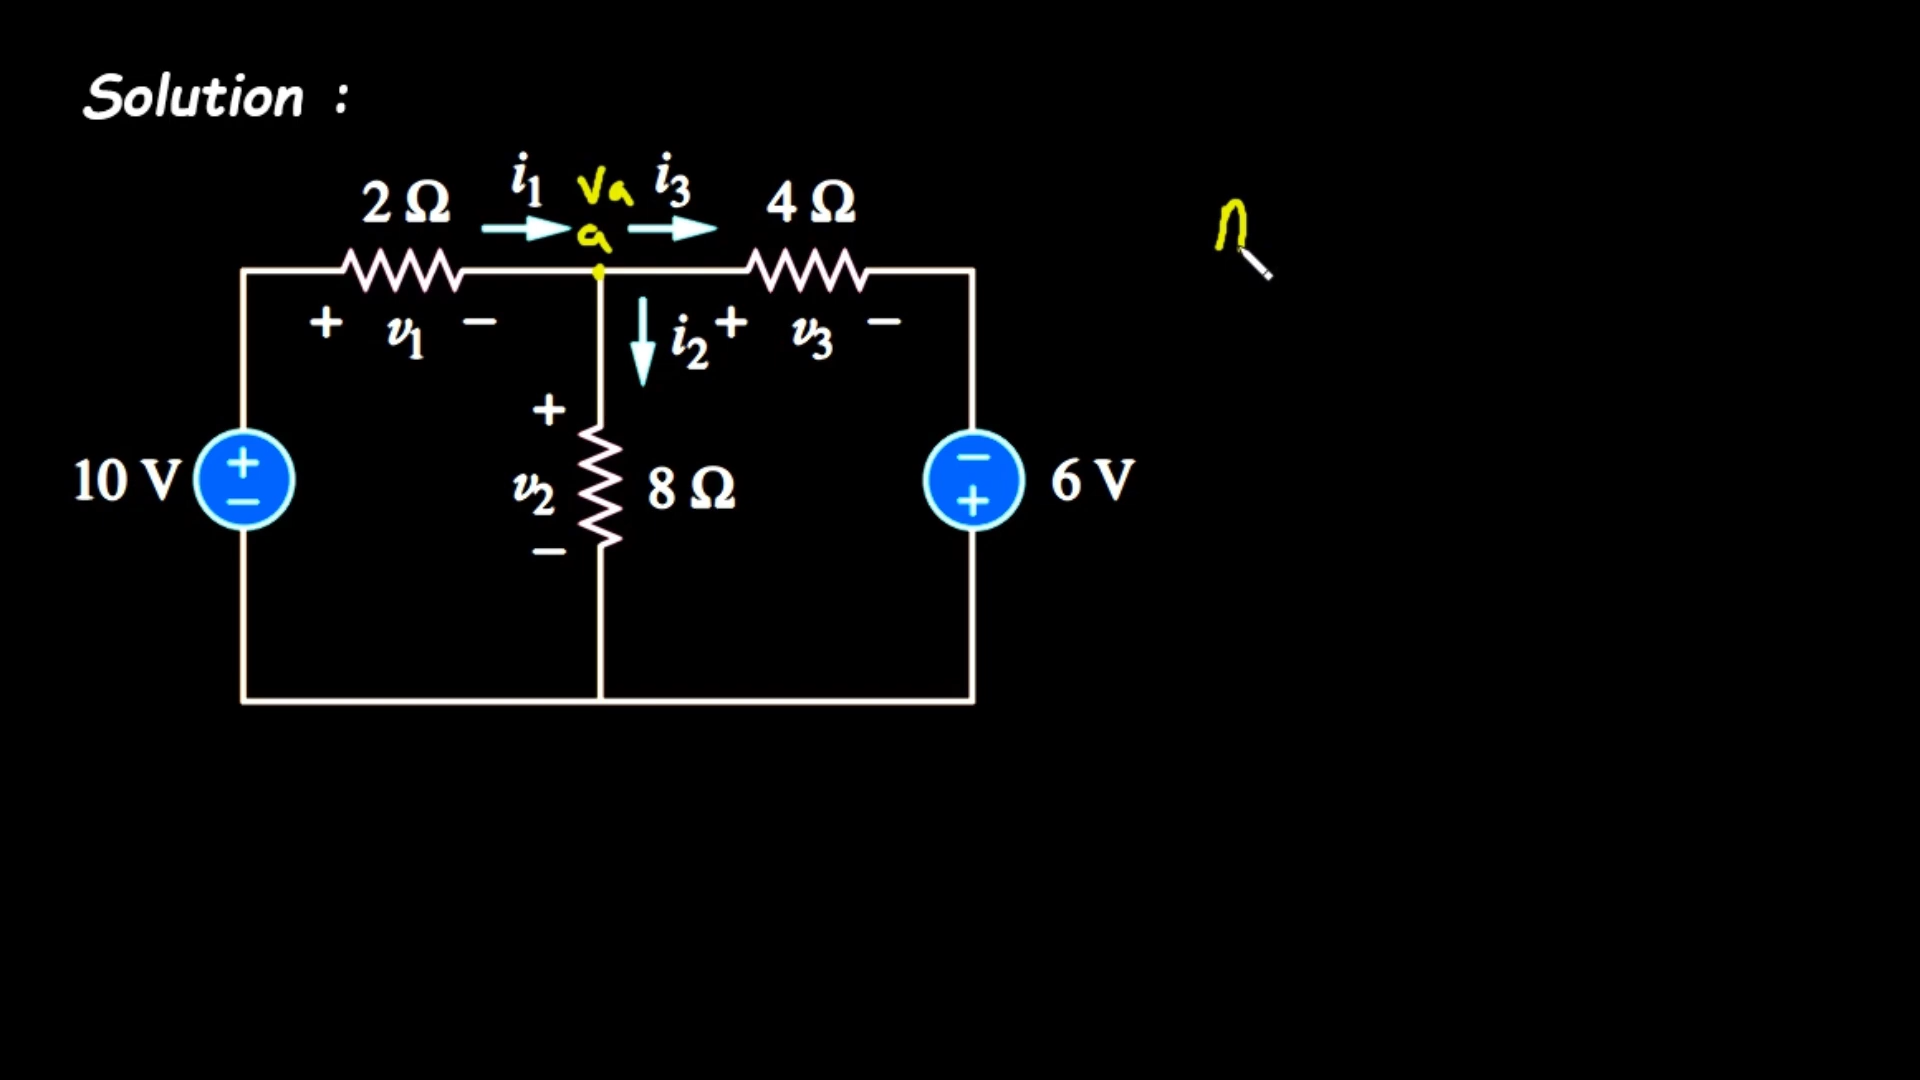 Solution :
2 Ω i₁ Va i₃ 4 Ω
a
+ v₁ − i₂ + v₃ −
+
10 V + − v₂ 8 Ω − + 6 V
−